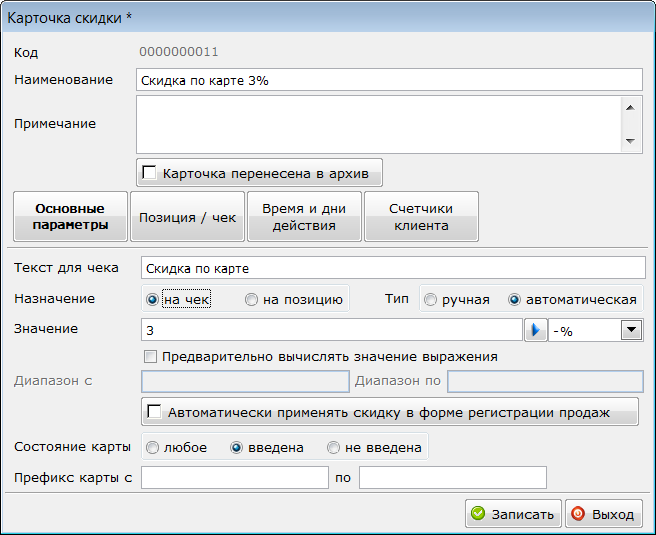 Карточка скидки *
Код 0000000011
Наименование Скидка по карте 3%
Примечание
Карточка перенесена в архив
Основные параметры Позиция / чек Время и дни действия Счетчики клиента
Текст для чека Скидка по карте
Назначение на чек на позицию Тип ручная автоматическая
Значение 3 -%
Предварительно вычислять значение выражения
Диапазон с Диапазон по
Автоматически применять скидку в форме регистрации продаж
Состояние карты любое введена не введена
Префикс карты с по
Записать Выход